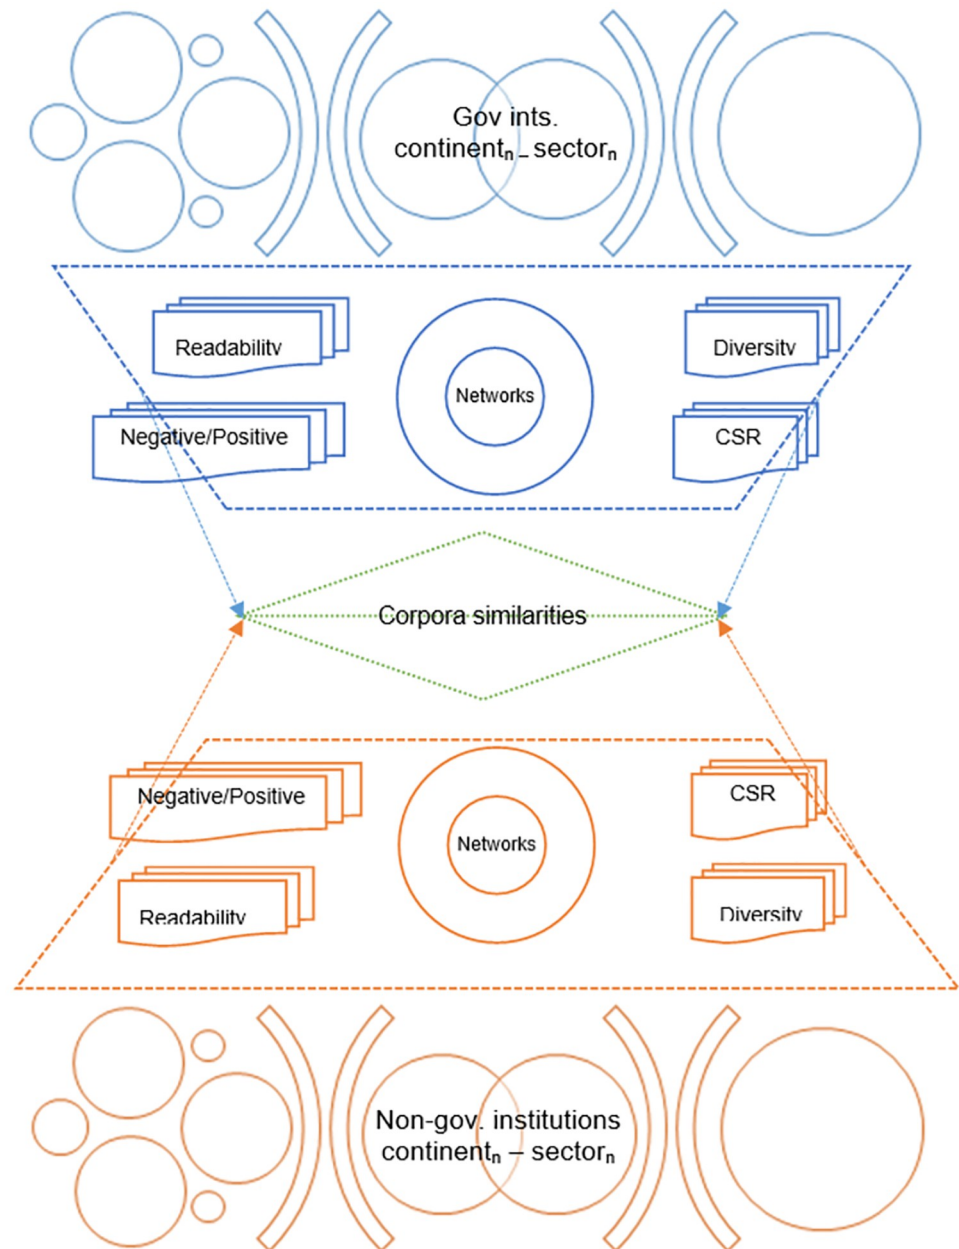 Gov ints.
continentn – sectorn
Readability
Diversity
Networks
Negative/Positive
CSR
Corpora similarities
Negative/Positive
CSR
Networks
Readability
Diversity
Non-gov. institutions
continentn – sectorn